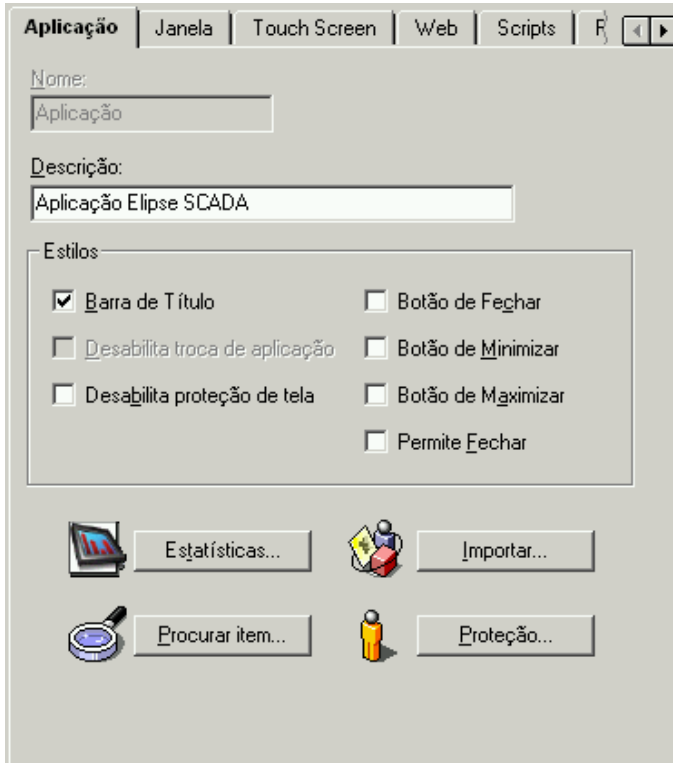 Aplicação Janela Touch Screen Web Scripts
Nome:
Aplicação
Descrição:
Aplicação Elipse SCADA
Estilos
Barra de Título Botão de Fechar
Desabilita troca de aplicação Botão de Minimizar
Desabilita proteção de tela Botão de Maximizar
Permite Fechar
Estatísticas... Importar...
Procurar item... Proteção...